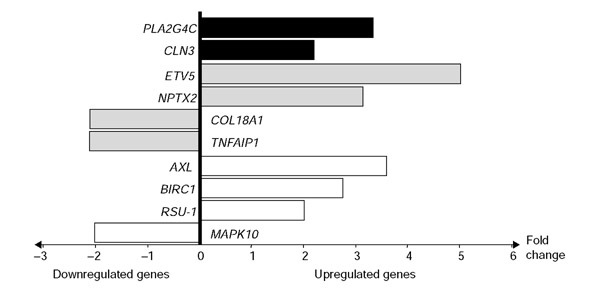 PLA2G4C
CLN3
ETV5
NPTX2
COL18A1
TNFAIP1
AXL
BIRC1
RSU-1
MAPK10
–3 –2 –1 0 1 2 3 4 5 6 Fold change
Downregulated genes Upregulated genes